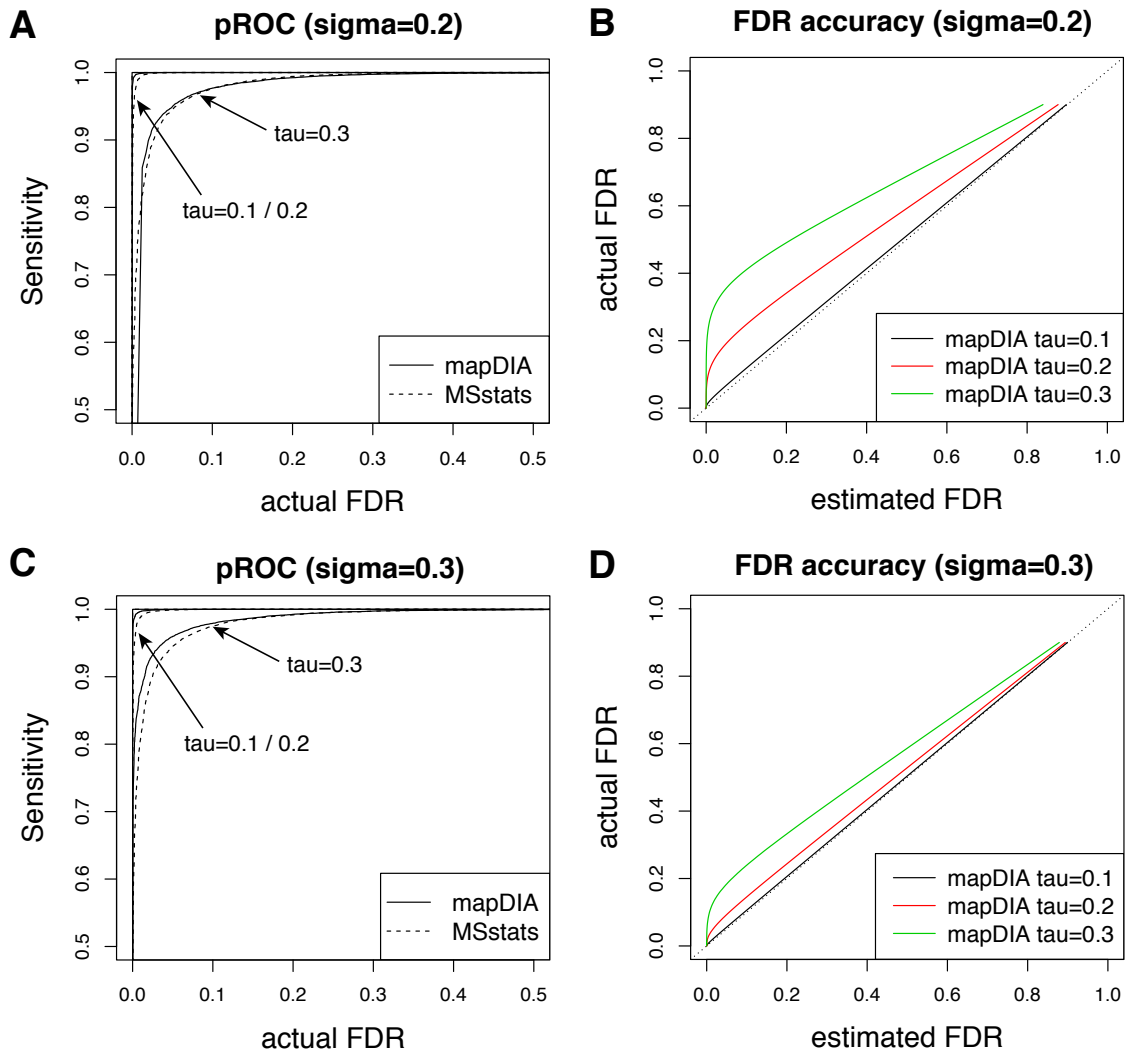 A
pROC (sigma=0.2)
Sensitivity
1.0
0.9
0.8
0.7
0.6
0.5
tau=0.3
tau=0.1 / 0.2
mapDIA
MSstats
0.0
0.1
0.2
0.3
0.4
0.5
actual FDR
B
FDR accuracy (sigma=0.2)
actual FDR
1.0
0.8
0.6
0.4
0.2
0.0
mapDIA tau=0.1
mapDIA tau=0.2
mapDIA tau=0.3
0.0
0.2
0.4
0.6
0.8
1.0
estimated FDR
C
pROC (sigma=0.3)
Sensitivity
1.0
0.9
0.8
0.7
0.6
0.5
tau=0.3
tau=0.1 / 0.2
mapDIA
MSstats
0.0
0.1
0.2
0.3
0.4
0.5
actual FDR
D
FDR accuracy (sigma=0.3)
actual FDR
1.0
0.8
0.6
0.4
0.2
0.0
mapDIA tau=0.1
mapDIA tau=0.2
mapDIA tau=0.3
0.0
0.2
0.4
0.6
0.8
1.0
estimated FDR